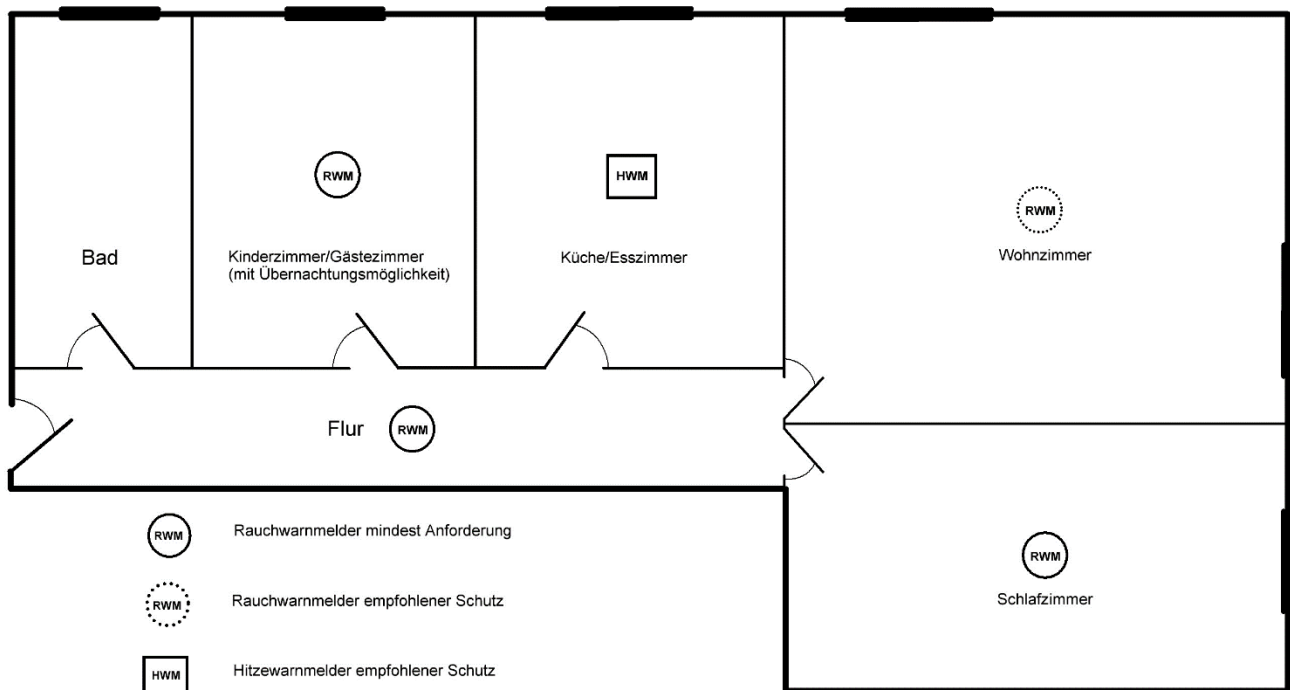 RWM
HWM
RWM
Bad
Kinderzimmer/Gästezimmer
(mit Übernachtungsmöglichkeit)
Küche/Esszimmer
Wohnzimmer
Flur
RWM
RWM
Rauchwarnmelder mindest Anforderung
RWM
Schlafzimmer
RWM
Rauchwarnmelder empfohlener Schutz
HWM
Hitzewarnmelder empfohlener Schutz